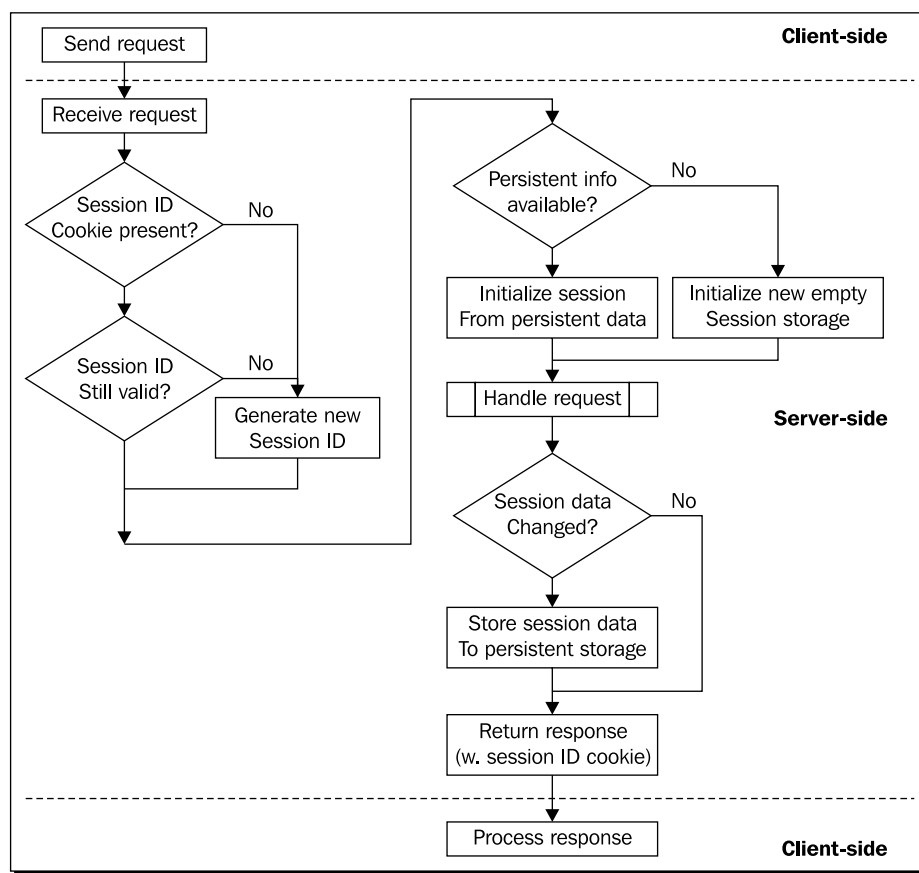 Send request
Client-side
Receive request
Session ID
Cookie present?
No
Session ID
Still valid?
No
Generate new
Session ID
Persistent info
available?
No
Initialize session
From persistent data
Initialize new empty
Session storage
Handle request
Server-side
Session data
Changed?
No
Store session data
To persistent storage
Return response
(w. session ID cookie)
Process response
Client-side